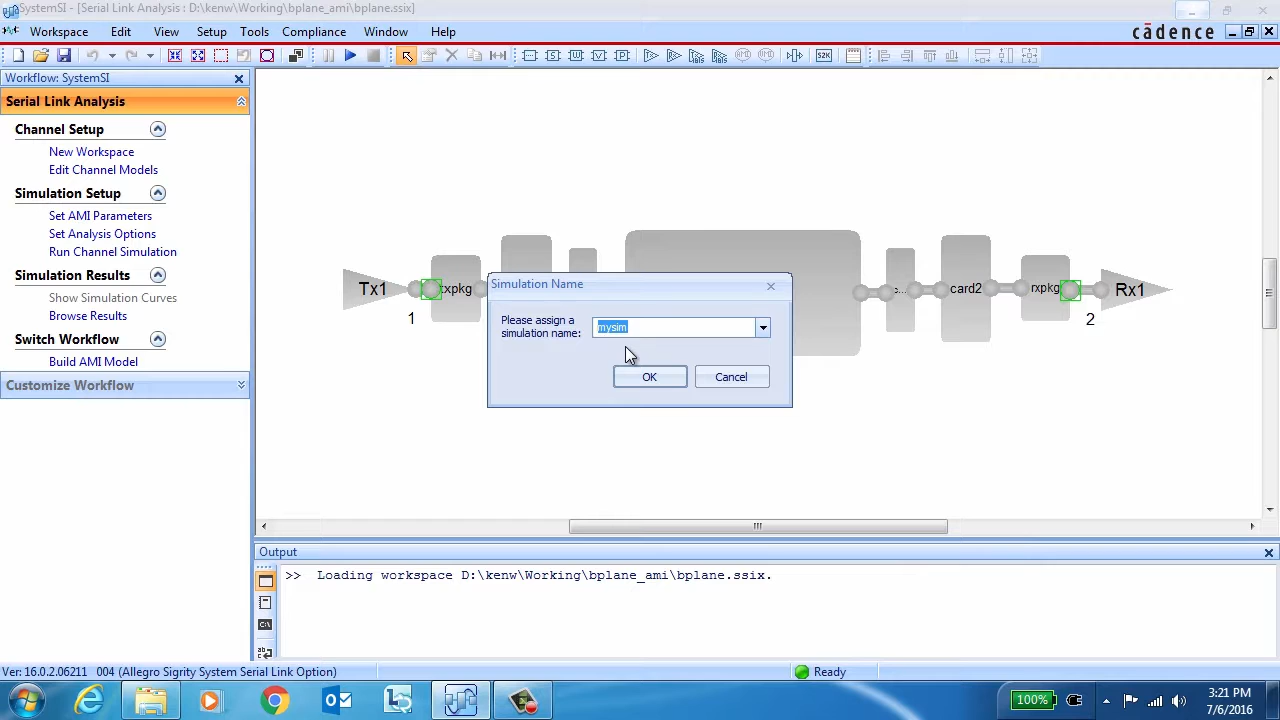 SystemSI - [Serial Link Analysis : D:\kenw\Working\bplane_ami\bplane.ssix]
Workspace Edit View Setup Tools Compliance Window Help
cādence
Workflow: SystemSI
Serial Link Analysis
Channel Setup
New Workspace
Edit Channel Models
Simulation Setup
Set AMI Parameters
Set Analysis Options
Run Channel Simulation
Simulation Results
Show Simulation Curves
Browse Results
Switch Workflow
Build AMI Model
Customize Workflow
Tx1
xpkg
card2
rxpkg
Rx1
1
2
Simulation Name
Please assign a
simulation name:
mysim
OK Cancel
Output
>> Loading workspace D:\kenw\Working\bplane_ami\bplane.ssix.
Ver: 16.0.2.06211 004 (Allegro Sigrity System Serial Link Option)
Ready
100%
3:21 PM
7/6/2016